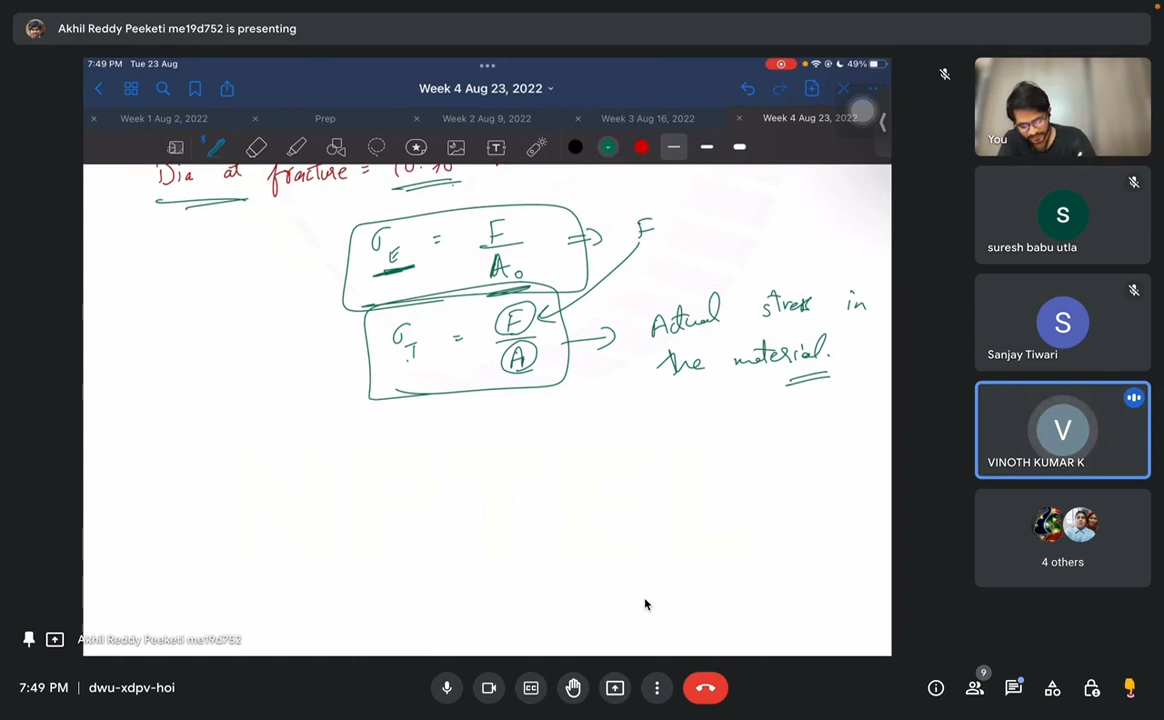 Akhil Reddy Peeketi me19d752 is presenting
7:49 PM Tue 23 Aug
49%
Week 4 Aug 23, 2022
Week 1 Aug 2, 2022
Prep
Week 2 Aug 9, 2022
Week 3 Aug 16, 2022
Week 4 Aug 23, 2022
T
Dia at fracture =
σE = F / A₀ ⇒ F
σT = F / A → Actual stress in
the material.
You
S
suresh babu utla
S
Sanjay Tiwari
V
VINOTH KUMAR K
4 others
Akhil Reddy Peeketi me19d752
7:49 PM | dwu-xdpv-hoi
CC
9